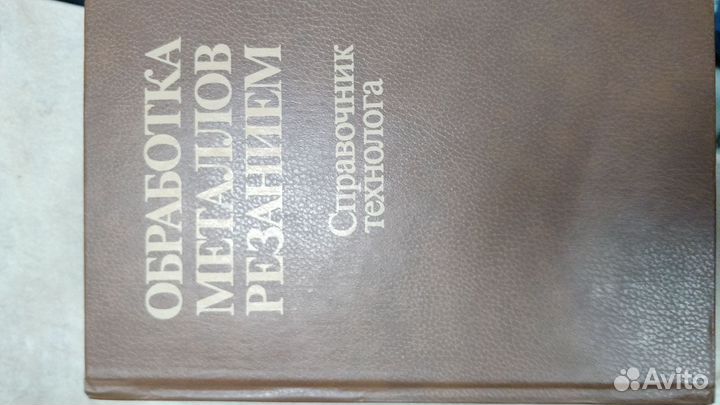 ОБРАБОТКА
МЕТАЛЛОВ
РЕЗАНИЕМ
Справочник
технолога
Avito